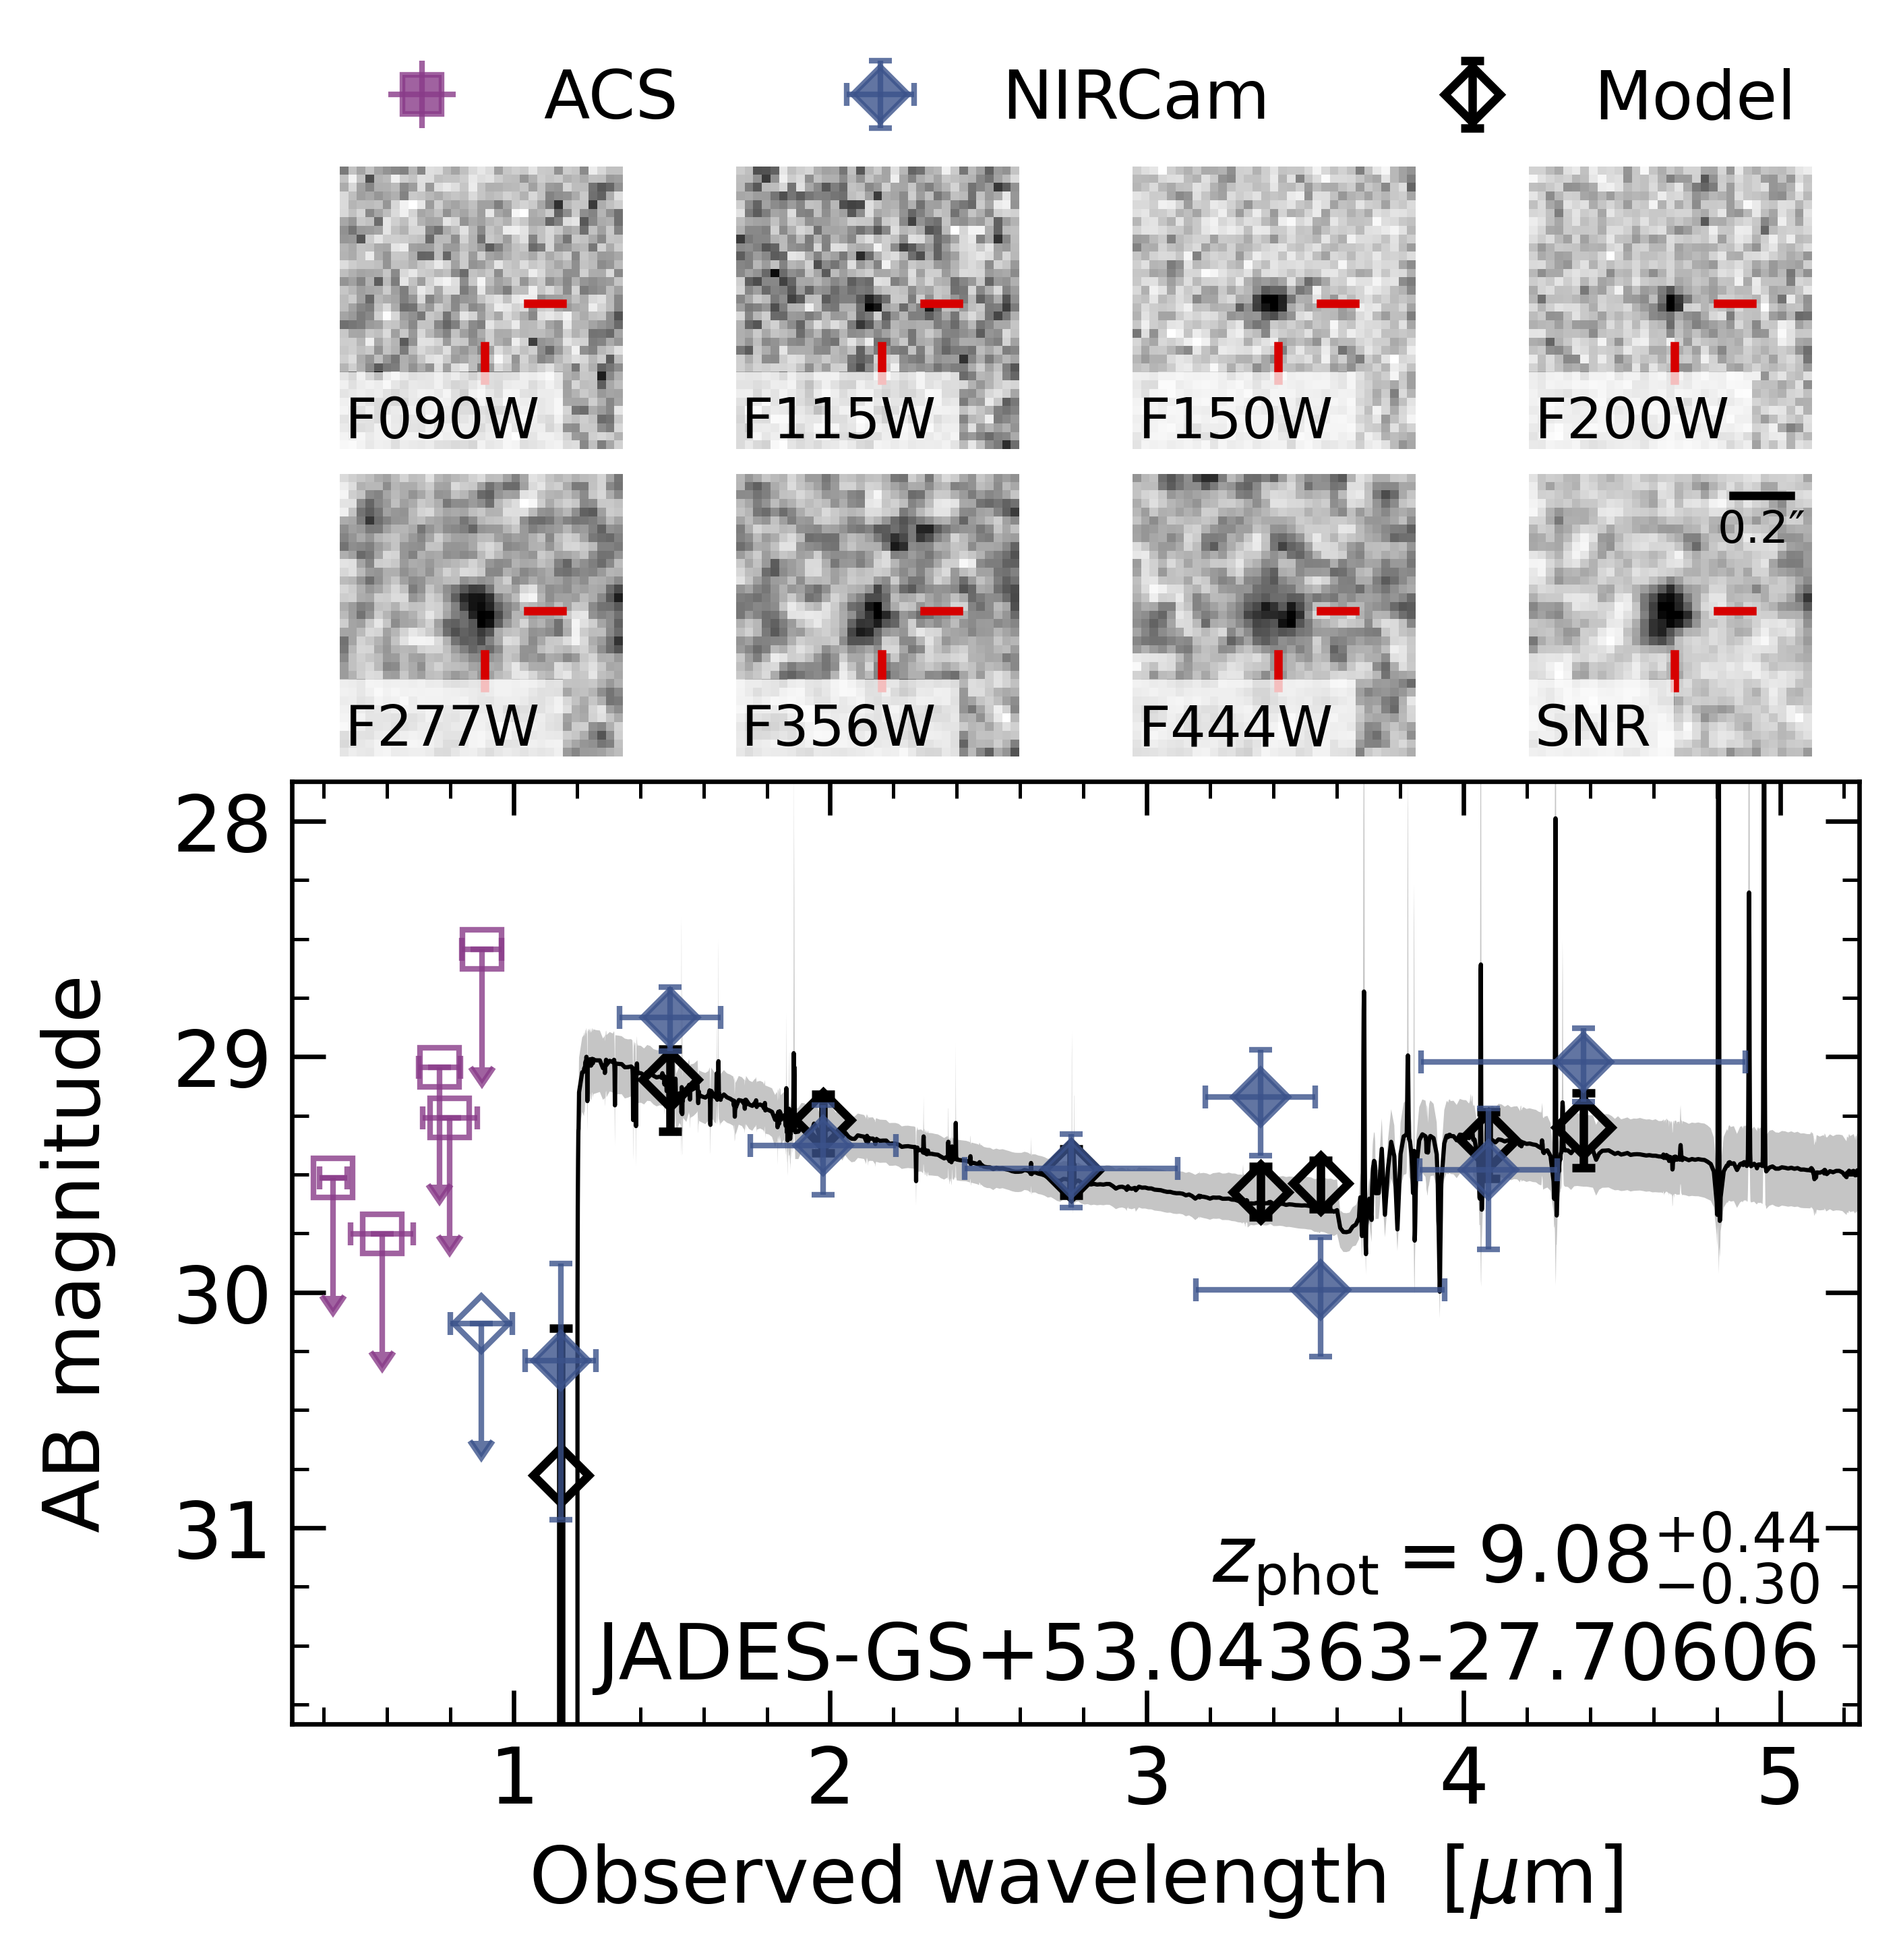 ACS NIRCam Model
F090W F115W F150W F200W
0.2″
F277W F356W F444W SNR
28
29
30
31
AB magnitude
z_phot = 9.08 +0.44 −0.30
JADES-GS+53.04363-27.70606
1 2 3 4 5
Observed wavelength [μm]